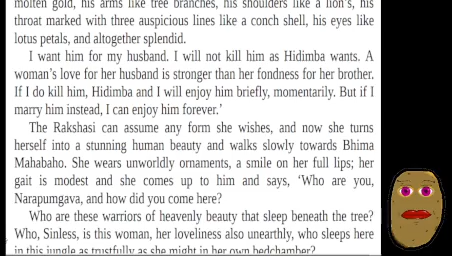 molten gold, his arms like tree branches, his shoulders like a lion's, his
throat marked with three auspicious lines like a conch shell, his eyes like
lotus petals, and altogether splendid.
I want him for my husband. I will not kill him as Hidimba wants. A
woman's love for her husband is stronger than her fondness for her brother.
If I do kill him, Hidimba and I will enjoy him briefly, momentarily. But if I
marry him instead, I can enjoy him forever.'
The Rakshasi can assume any form she wishes, and now she turns
herself into a stunning human beauty and walks slowly towards Bhima
Mahabaho. She wears unworldly ornaments, a smile on her full lips; her
gait is modest and she comes up to him and says, 'Who are you,
Narapumgava, and how did you come here?
Who are these warriors of heavenly beauty that sleep beneath the tree?
Who, Sinless, is this woman, her loveliness also unearthly, who sleeps here
in this jungle as trustfully as she might in her own bedchamber?